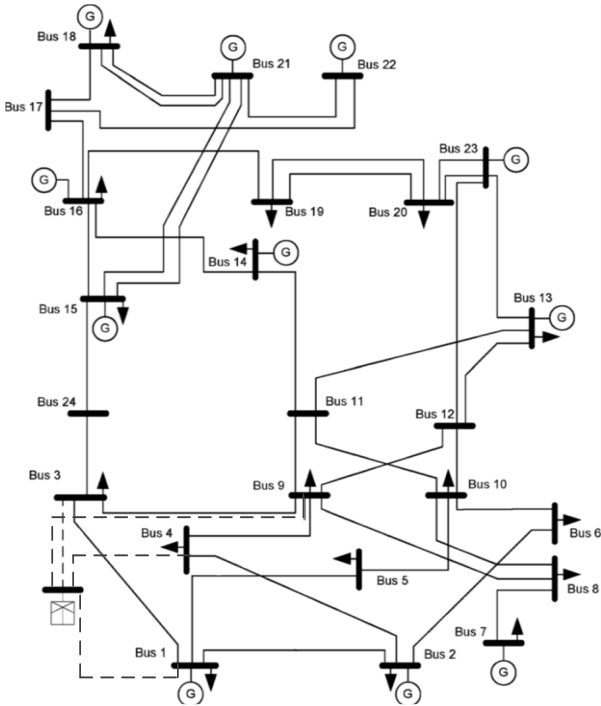 G
Bus 18
G
Bus 21
G
Bus 22
Bus 17
Bus 23
G
G
Bus 16
Bus 19
Bus 20
Bus 14
G
Bus 15
G
Bus 13
G
Bus 24
Bus 11
Bus 12
Bus 3
Bus 9
Bus 10
Bus 4
Bus 6
Bus 5
Bus 8
Bus 7
Bus 1
Bus 2
G
G
G